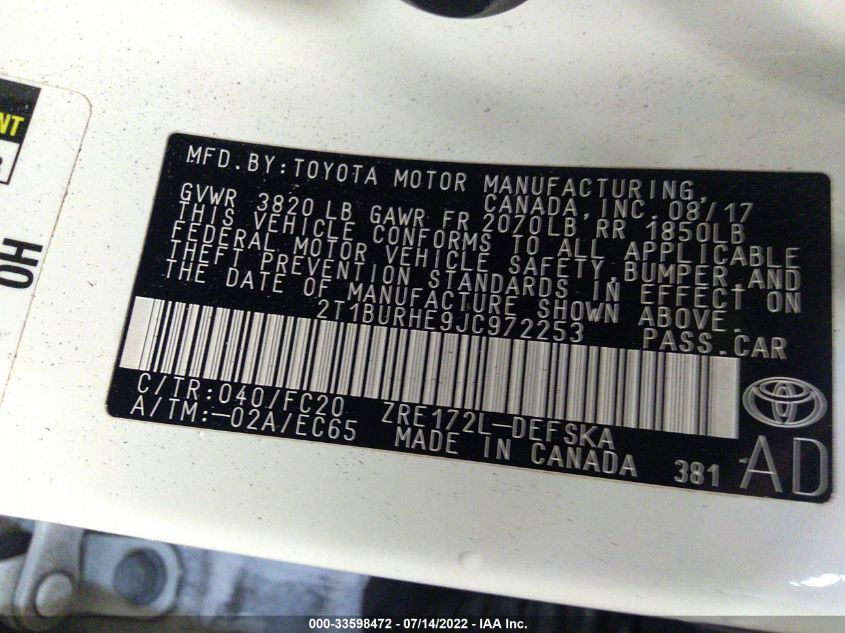 NT
HO
MFD.BY:TOYOTA MOTOR MANUFACTURING,
CANADA,INC. 08/17
GVWR 3820 LB GAWR FR 2070LB RR 1850LB
THIS VEHICLE CONFORMS TO ALL APPLICABLE
FEDERAL MOTOR VEHICLE SAFETY,BUMPER,AND
THEFT PREVENTION STANDARDS IN EFFECT ON
THE DATE OF MANUFACTURE SHOWN ABOVE.
2T1BURHE9JC972253 PASS.CAR
C/TR:040/FC20 ZRE172L-DEFSKA
A/TM:-02A/EC65 MADE IN CANADA 381 AD
000-33598472 - 07/14/2022 - IAA Inc.